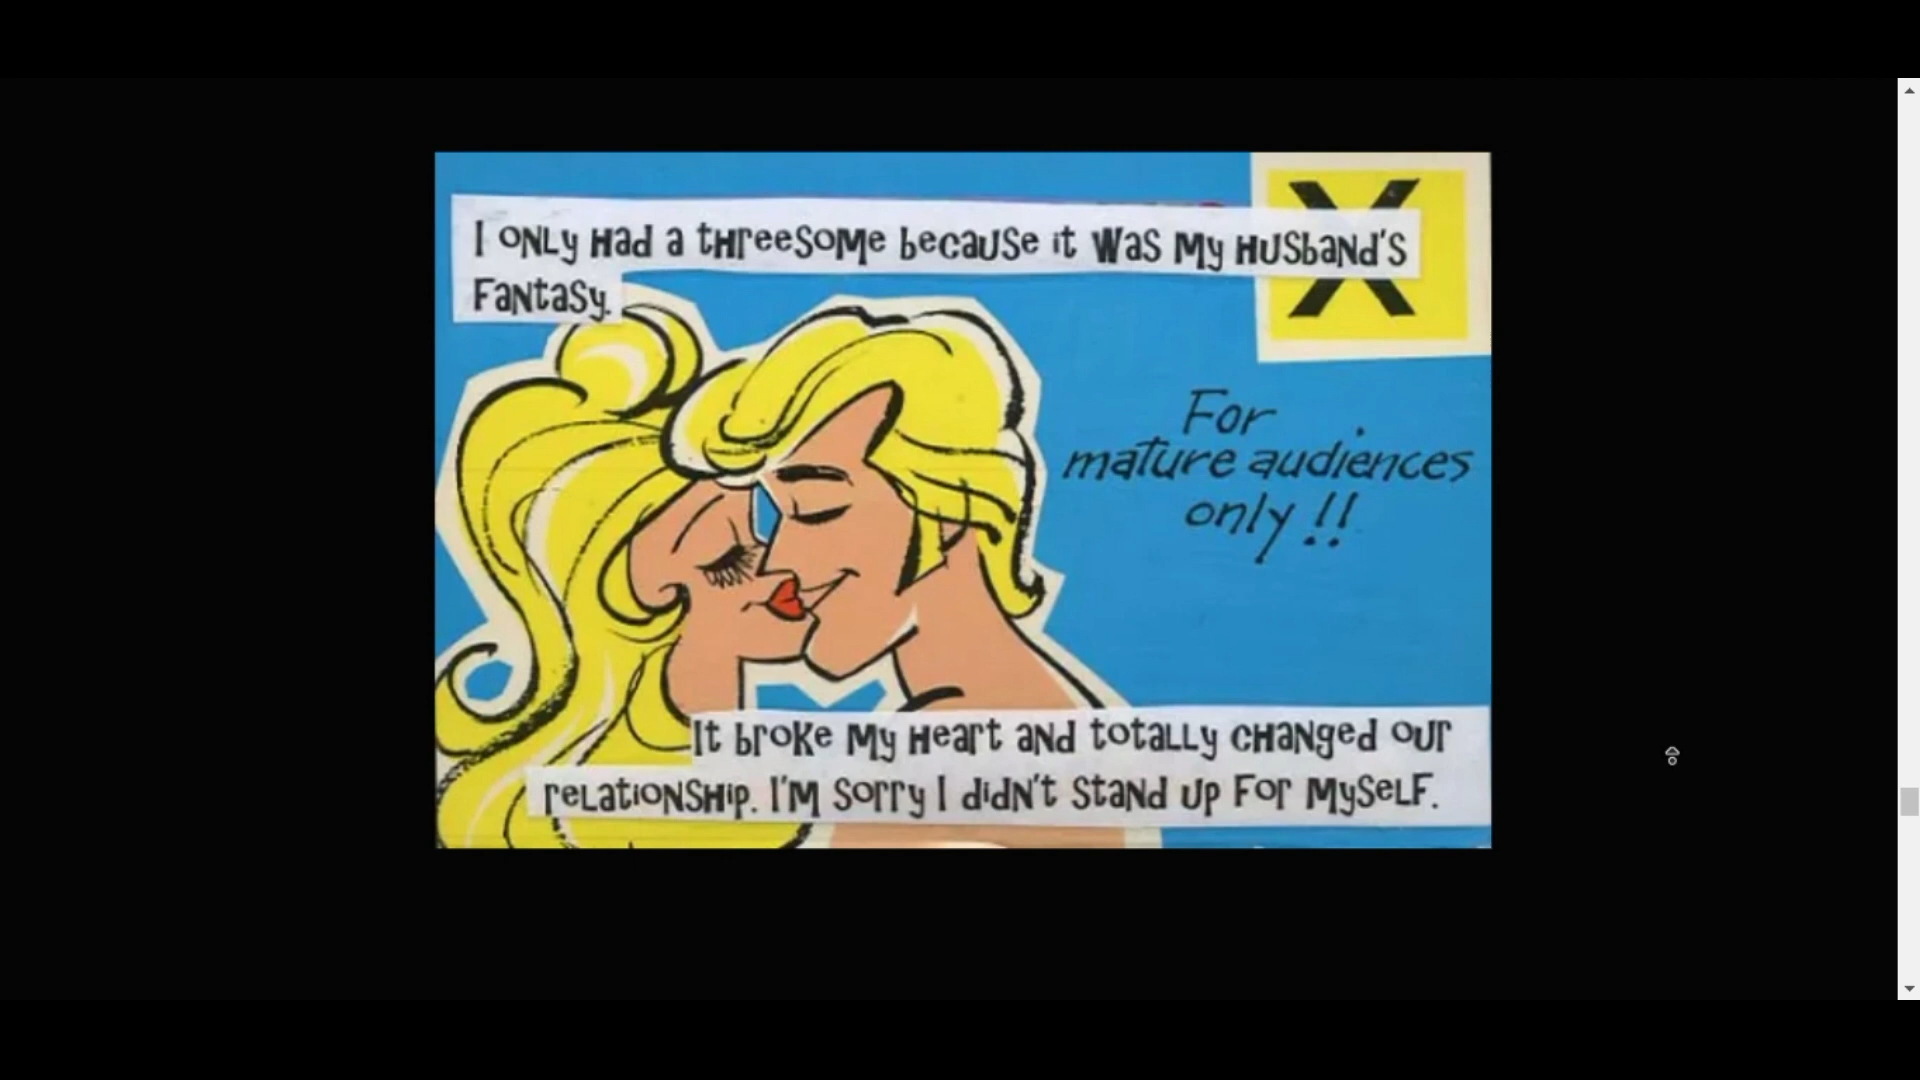 I only had a threesome because it was my husband's
fantasy.
X
For
mature audiences
only!!
It broke my heart and totally changed our
relationship. I'm sorry I didn't stand up for myself.